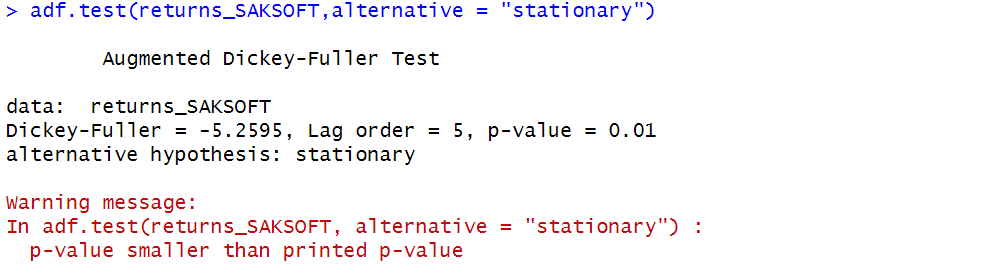 > adf.test(returns_SAKSOFT,alternative = "stationary")
Augmented Dickey-Fuller Test
data:  returns_SAKSOFT
Dickey-Fuller = -5.2595, Lag order = 5, p-value = 0.01
alternative hypothesis: stationary
Warning message:
In adf.test(returns_SAKSOFT, alternative = "stationary") :
  p-value smaller than printed p-value